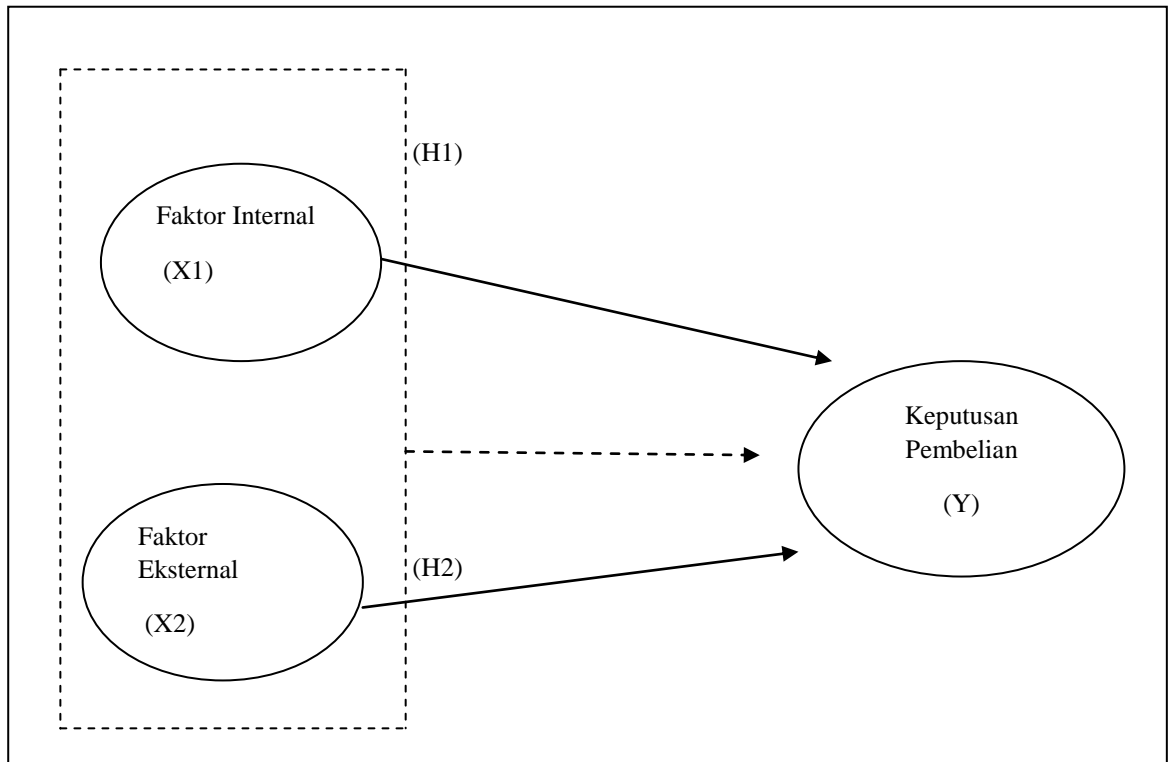 (H1)
Faktor Internal
(X1)
Keputusan
Pembelian
(Y)
Faktor
Eksternal
(X2)
(H2)